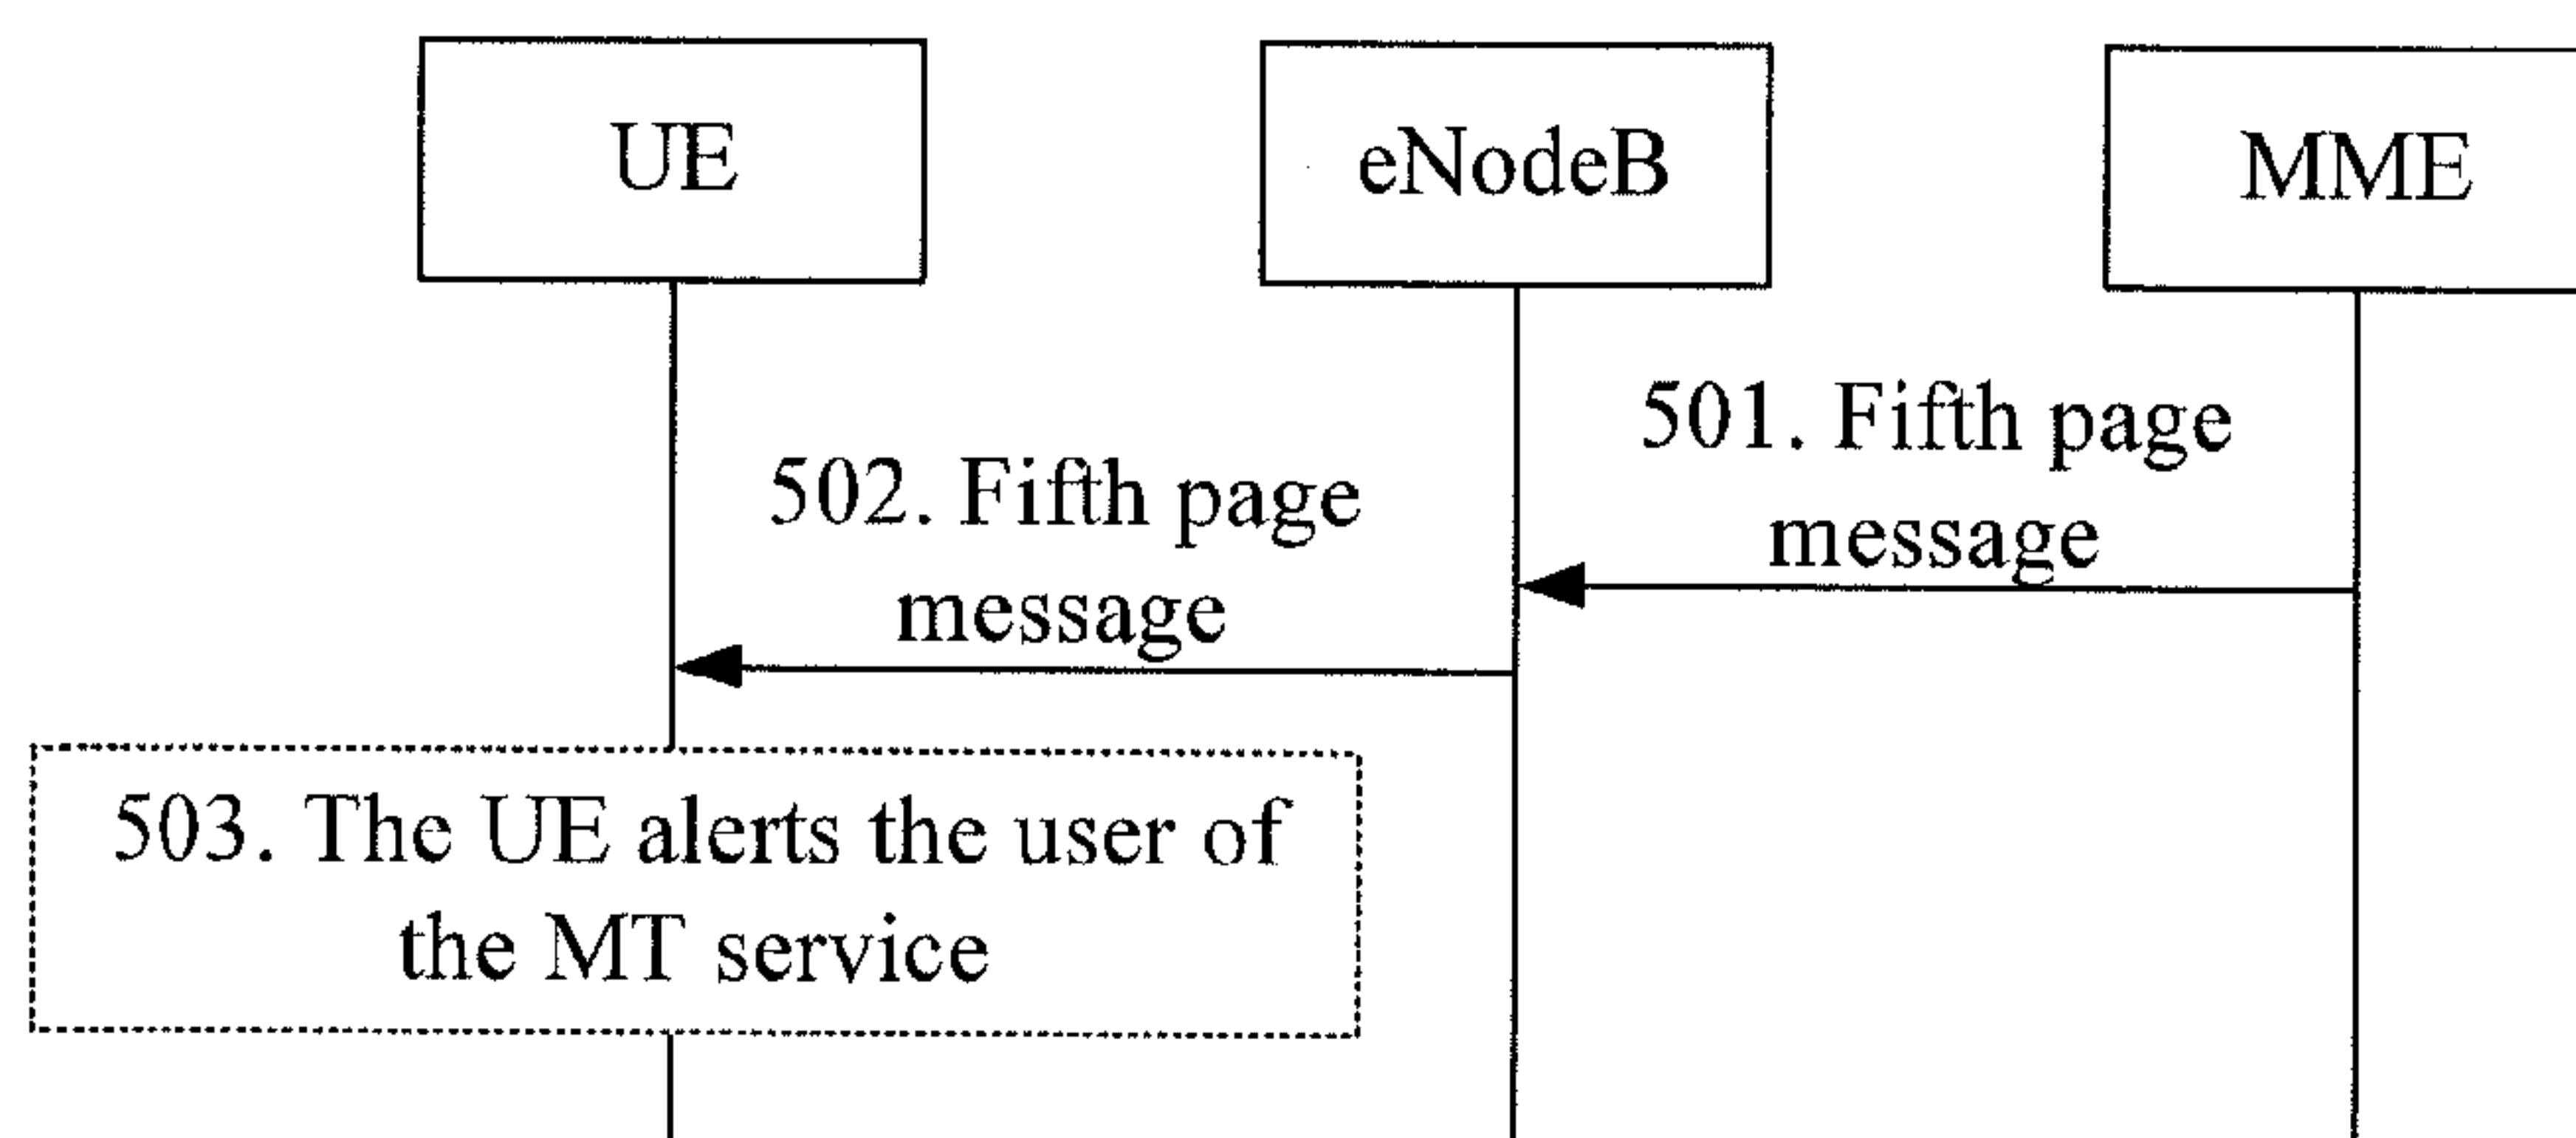 UE
eNodeB
MME
501. Fifth page
message
502. Fifth page
message
503. The UE alerts the user of
the MT service